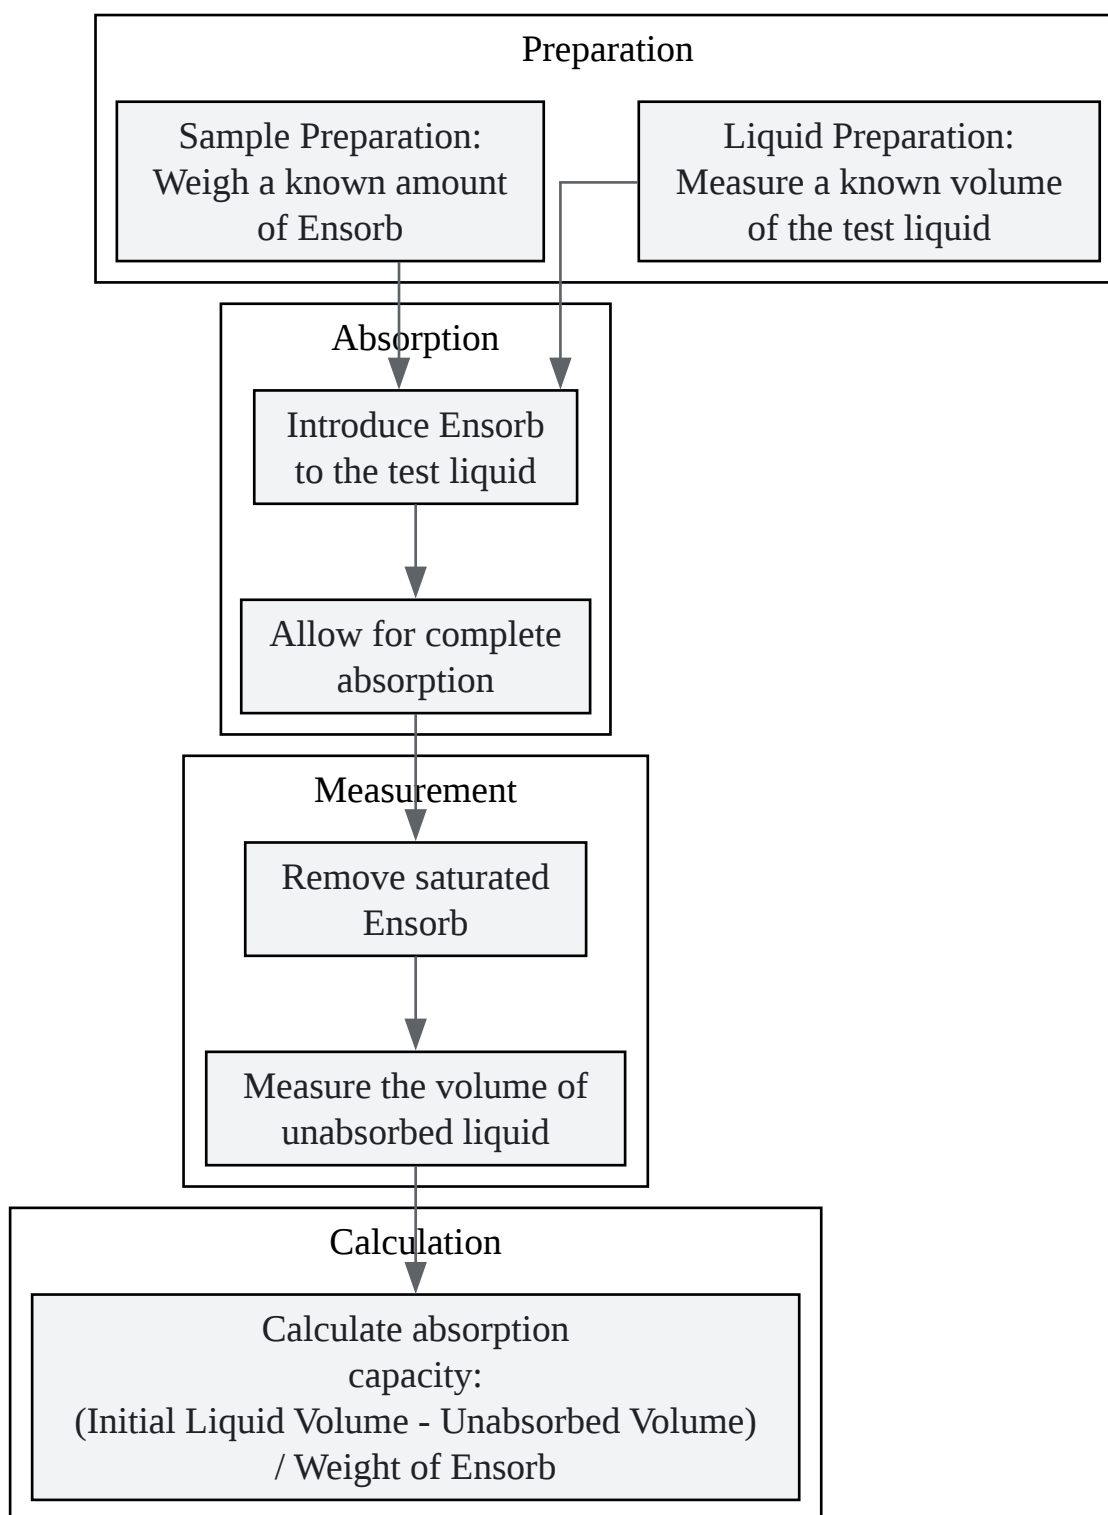 Preparation
Sample Preparation:
Weigh a known amount
of Ensorb
Liquid Preparation:
Measure a known volume
of the test liquid
Absorption
Introduce Ensorb
to the test liquid
Allow for complete
absorption
Measurement
Remove saturated
Ensorb
Measure the volume of
unabsorbed liquid
Calculation
Calculate absorption
capacity:
(Initial Liquid Volume - Unabsorbed Volume)
/ Weight of Ensorb